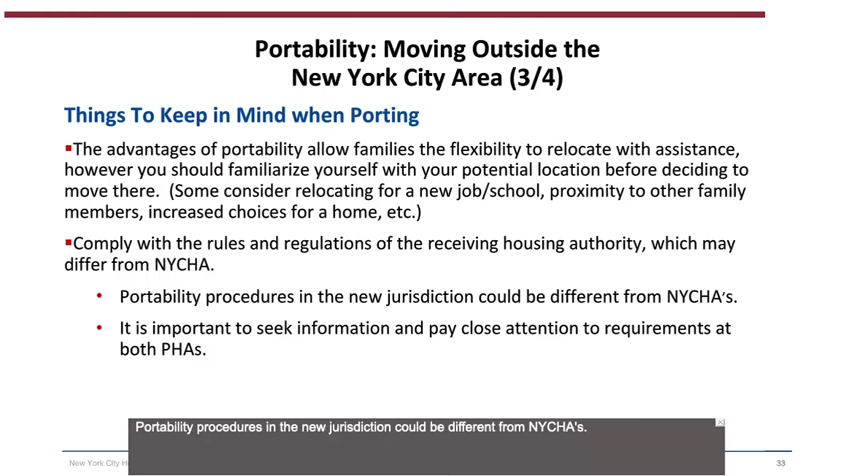 Portability: Moving Outside the
New York City Area (3/4)
Things To Keep in Mind when Porting
▪The advantages of portability allow families the flexibility to relocate with assistance,
however you should familiarize yourself with your potential location before deciding to
move there.  (Some consider relocating for a new job/school, proximity to other family
members, increased choices for a home, etc.)
▪Comply with the rules and regulations of the receiving housing authority, which may
differ from NYCHA.
• Portability procedures in the new jurisdiction could be different from NYCHA's.
• It is important to seek information and pay close attention to requirements at
both PHAs.
Portability procedures in the new jurisdiction could be different from NYCHA's.
New York City
33